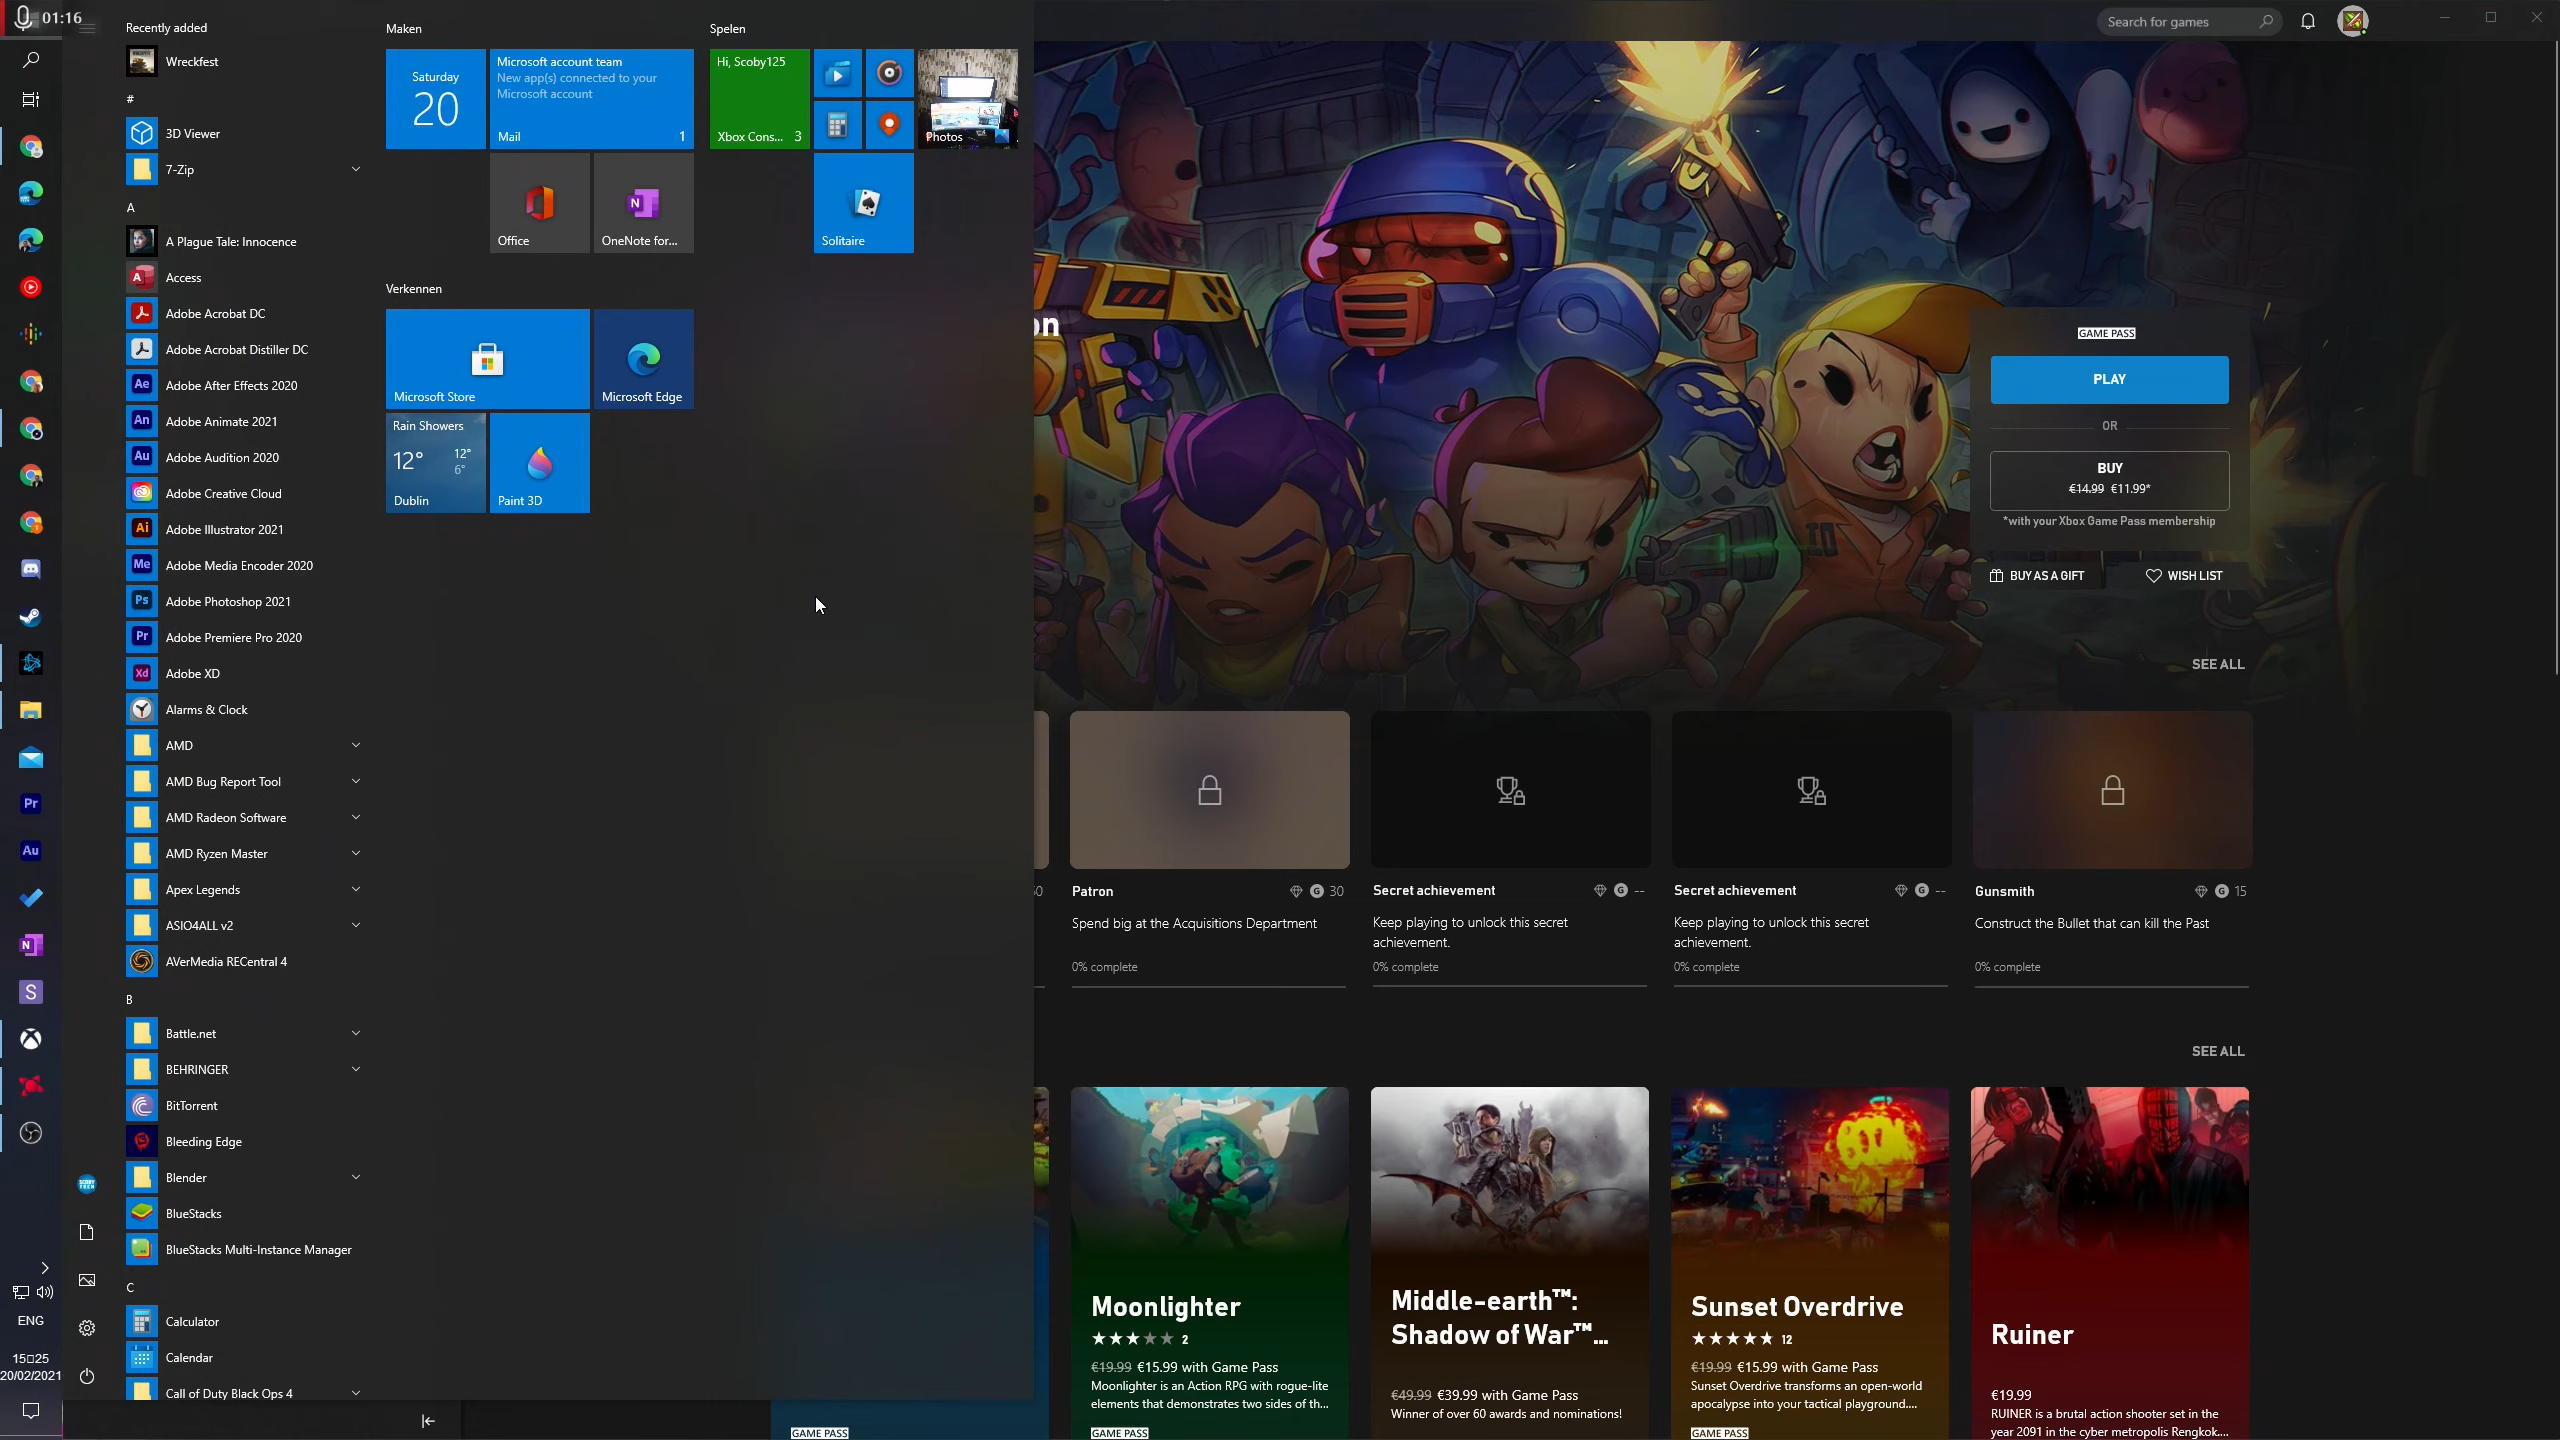 01:16
Recently added
Wreckfest
#
3D Viewer
7-Zip
A
A Plague Tale: Innocence
Access
Adobe Acrobat DC
Adobe Acrobat Distiller DC
Adobe After Effects 2020
Adobe Animate 2021
Adobe Audition 2020
Adobe Creative Cloud
Adobe Illustrator 2021
Adobe Media Encoder 2020
Adobe Photoshop 2021
Adobe Premiere Pro 2020
Adobe XD
Alarms & Clock
AMD
AMD Bug Report Tool
AMD Radeon Software
AMD Ryzen Master
Apex Legends
ASIO4ALL v2
AVerMedia RECentral 4
B
Battle.net
BEHRINGER
BitTorrent
Bleeding Edge
Blender
BlueStacks
BlueStacks Multi-Instance Manager
C
Calculator
Calendar
Call of Duty Black Ops 4
ENG
15□25
20/02/2021
Maken
Saturday
20
Microsoft account team
New app(s) connected to your
Microsoft account
Mail
1
Office
OneNote for...
Spelen
Hi, Scoby125
Xbox Cons...
3
Photos
Solitaire
Verkennen
Microsoft Store
Microsoft Edge
Rain Showers
12°
12°
6°
Dublin
Paint 3D
Search for games
on
GAME PASS
PLAY
OR
BUY
€14.99 €11.99*
*with your Xbox Game Pass membership
BUY AS A GIFT
WISH LIST
SEE ALL
Patron
G 30
Spend big at the Acquisitions Department
0% complete
Secret achievement
G --
Keep playing to unlock this secret
achievement.
0% complete
Secret achievement
G --
Keep playing to unlock this secret
achievement.
0% complete
Gunsmith
G 15
Construct the Bullet that can kill the Past
0% complete
SEE ALL
GAME PASS
Moonlighter
2
€19.99 €15.99 with Game Pass
Moonlighter is an Action RPG with rogue-lite
elements that demonstrates two sides of th...
GAME PASS
Middle-earth™:
Shadow of War™...
€49.99 €39.99 with Game Pass
Winner of over 60 awards and nominations!
Sunset Overdrive
12
€19.99 €15.99 with Game Pass
Sunset Overdrive transforms an open-world
apocalypse into your tactical playground....
GAME PASS
Ruiner
€19.99
RUINER is a brutal action shooter set in the
year 2091 in the cyber metropolis Rengkok....